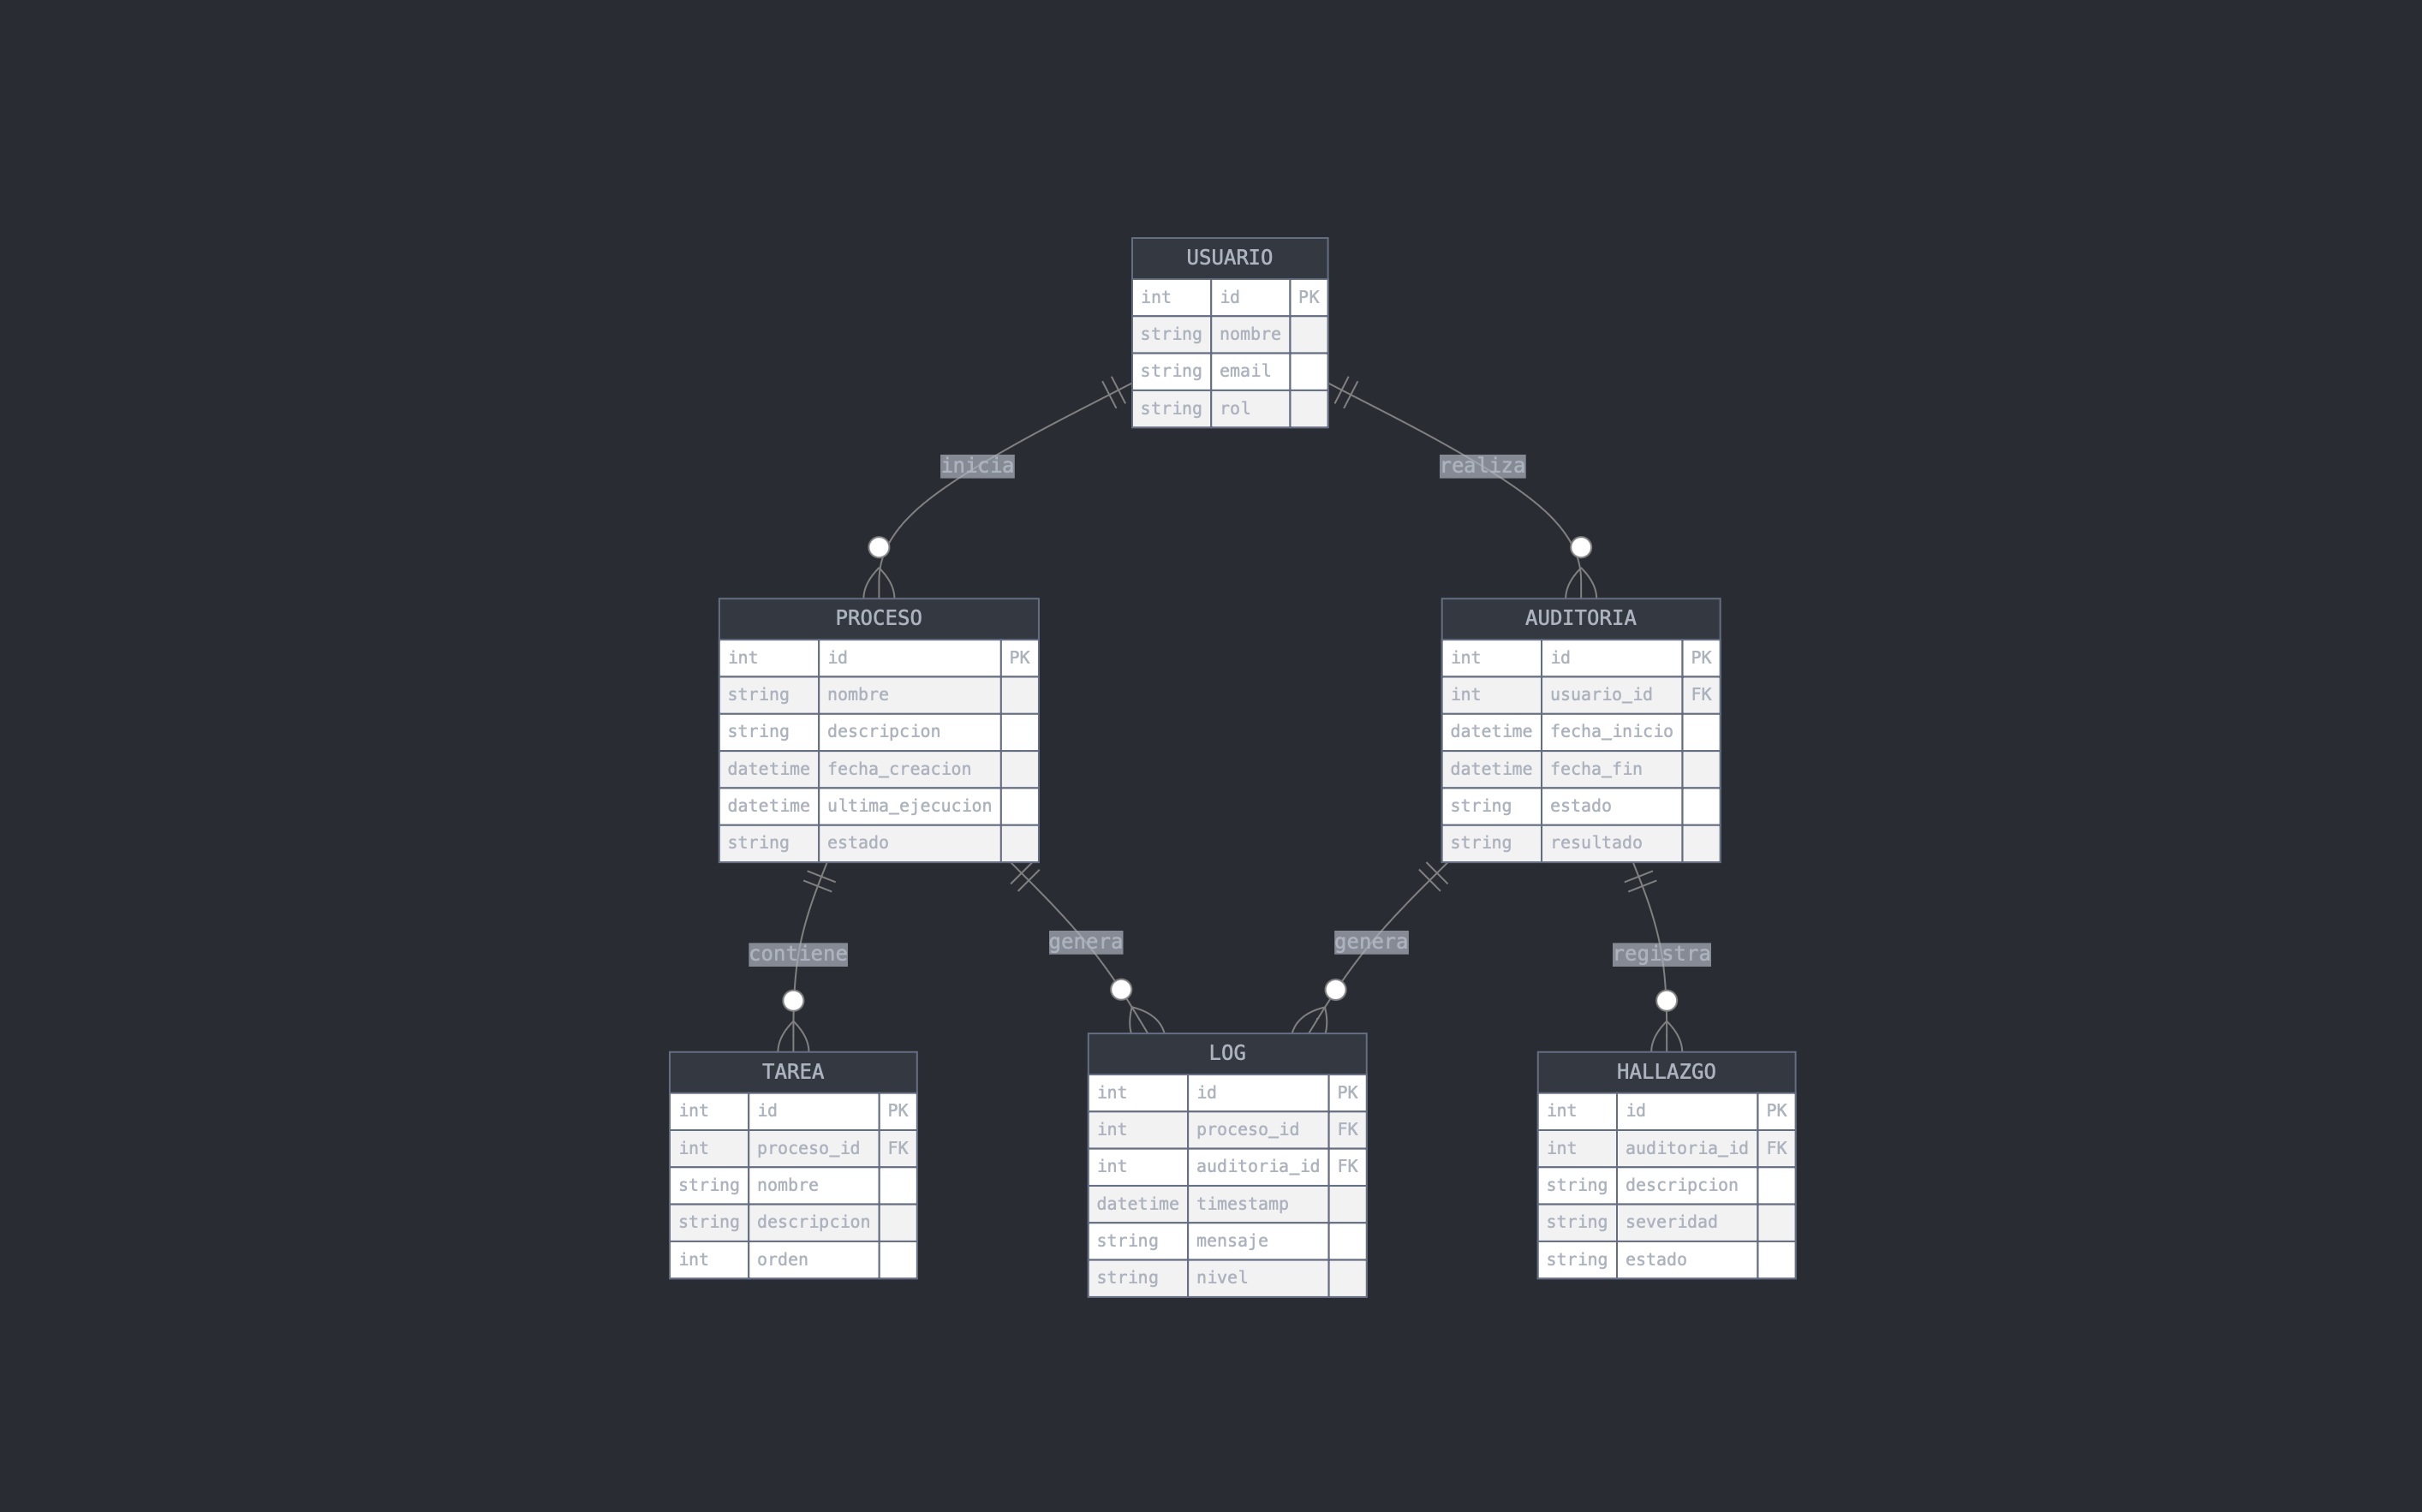 USUARIO
int id PK
string nombre
string email
string rol
inicia
realiza
PROCESO
int id PK
string nombre
string descripcion
datetime fecha_creacion
datetime ultima_ejecucion
string estado
AUDITORIA
int id PK
int usuario_id FK
datetime fecha_inicio
datetime fecha_fin
string estado
string resultado
contiene
genera
genera
registra
TAREA
int id PK
int proceso_id FK
string nombre
string descripcion
int orden
LOG
int id PK
int proceso_id FK
int auditoria_id FK
datetime timestamp
string mensaje
string nivel
HALLAZGO
int id PK
int auditoria_id FK
string descripcion
string severidad
string estado